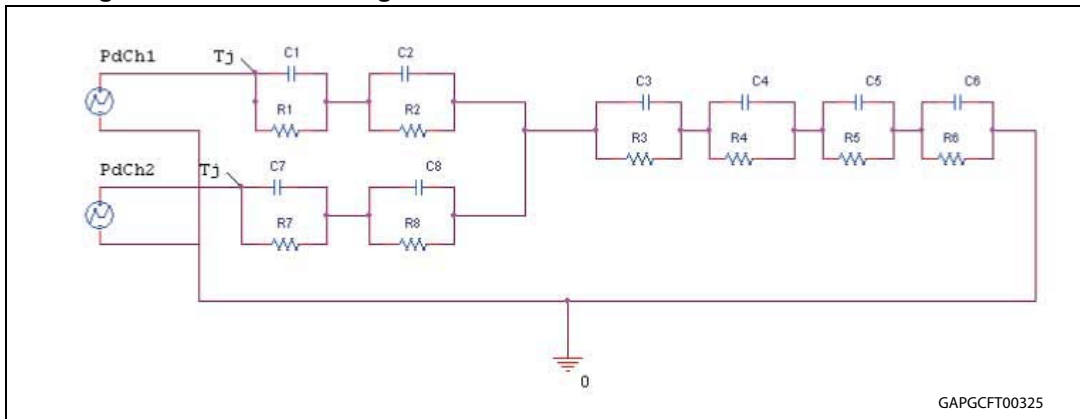 PdCh1
Tj
C1
C2
R1
R2
C3
C4
C5
C6
R3
R4
R5
R6
PdCh2
Tj
C7
C8
R7
R8
0
GAPGCFT00325